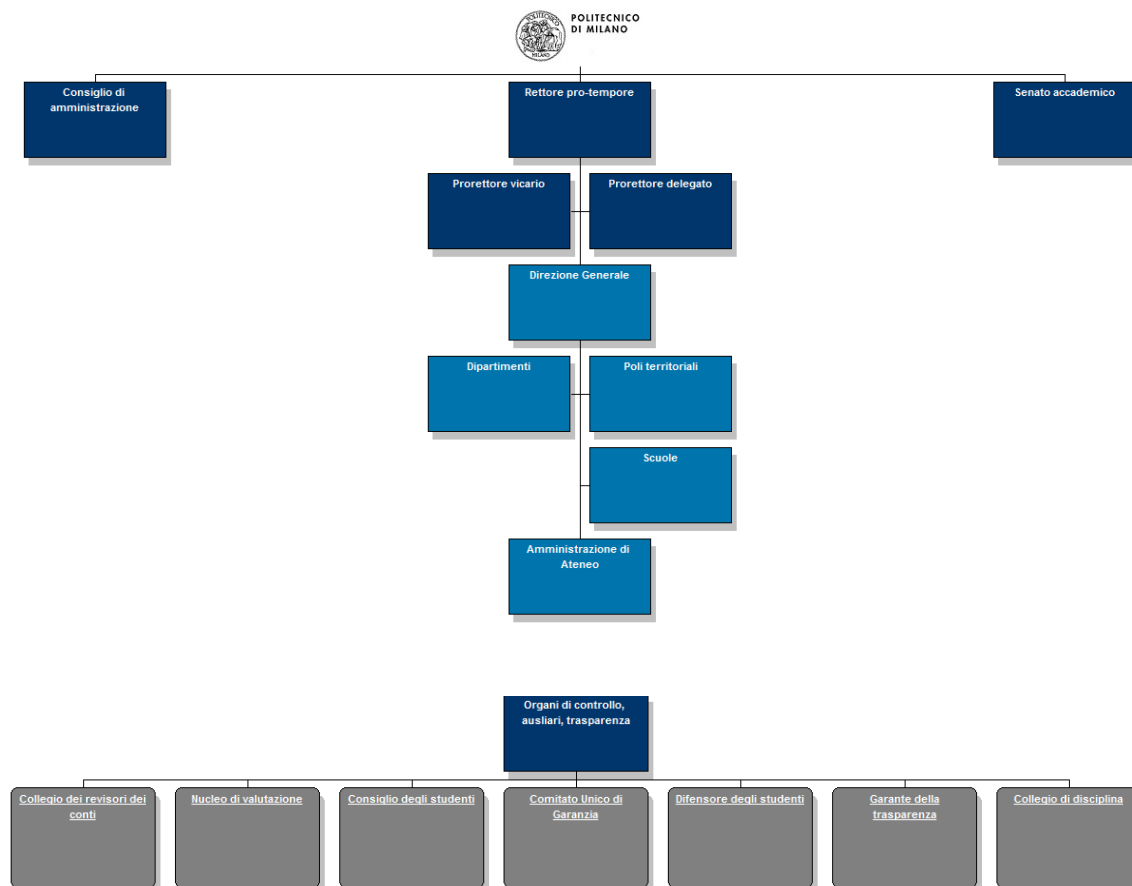 POLITECNICO
DI MILANO
POLITECNICO
MILANO
Consiglio di
amministrazione
Rettore pro-tempore
Senato accademico
Prorettore vicario
Prorettore delegato
Direzione Generale
Dipartimenti
Poli territoriali
Scuole
Amministrazione di
Ateneo
Organi di controllo,
ausliari, trasparenza
Collegio dei revisori dei
conti
Nucleo di valutazione
Consiglio degli studenti
Comitato Unico di
Garanzia
Difensore degli studenti
Garante della
trasparenza
Collegio di disciplina